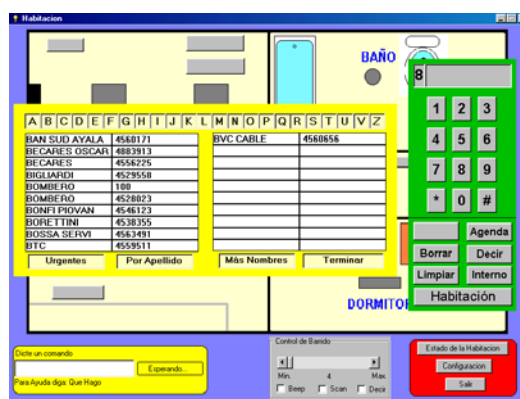 Habitacion
BAÑO
8
1 2 3
4 5 6
7 8 9
* 0 #
A B C D E F G H I J K L M N O P Q R S T U V Z
BAN SUD AYALA 4560171 BVC CABLE 4560656
BECARES OSCAR 4883913
BECARES 4556225
BIGLIARDI 4529558
BOMBERO 100
BOMBERO 4528023
BONFI PIOVAN 4546123
BORETTINI 4538355
BOSSA SERVI 4563491
BTC 4559511
Urgentes Por Apellido Más Nombres Terminar
Agenda
Borrar Decir
Limpiar Interno
Habitación
DORMITO
Dicte un comando
Esperando...
Para Ayuda diga: Que Hago
Control de Barrido
Min. 4 Max
Beep Scan Decir
Estado de la Habitacion
Configuracion
Salir